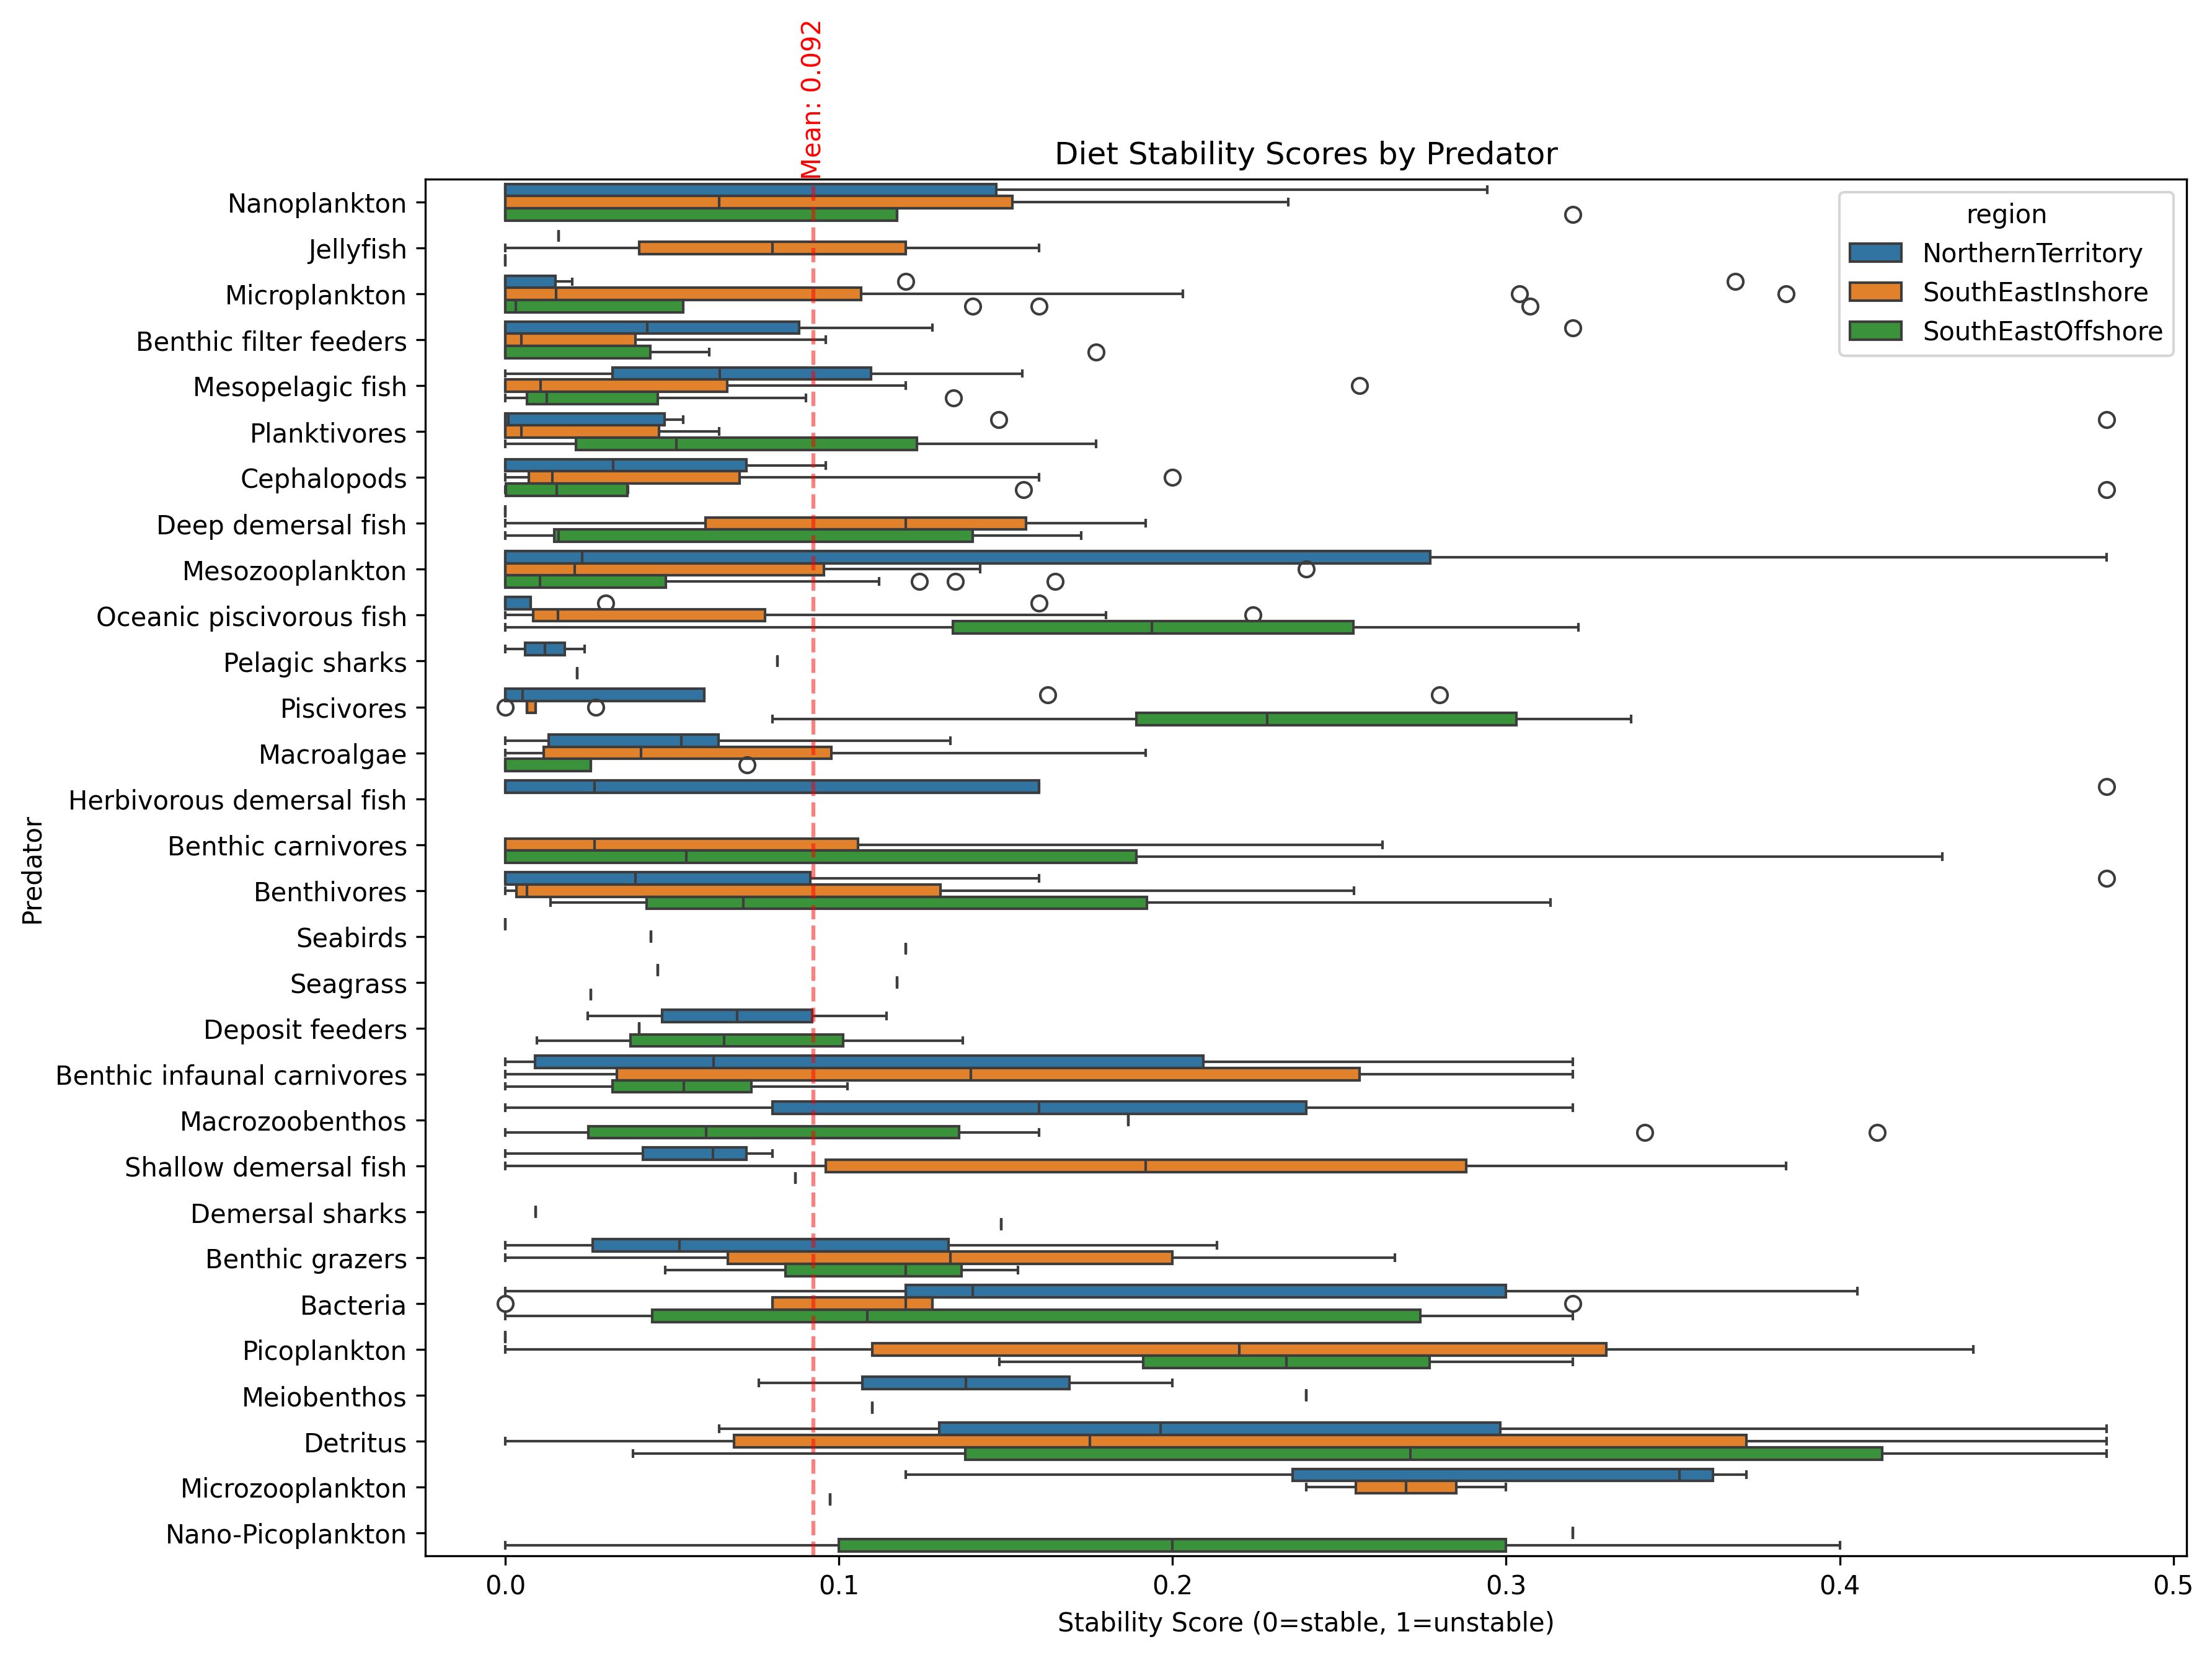 Mean: 0.092
Diet Stability Scores by Predator
region
NorthernTerritory
SouthEastInshore
SouthEastOffshore
Predator
Nanoplankton
Jellyfish
Microplankton
Benthic filter feeders
Mesopelagic fish
Planktivores
Cephalopods
Deep demersal fish
Mesozooplankton
Oceanic piscivorous fish
Pelagic sharks
Piscivores
Macroalgae
Herbivorous demersal fish
Benthic carnivores
Benthivores
Seabirds
Seagrass
Deposit feeders
Benthic infaunal carnivores
Macrozoobenthos
Shallow demersal fish
Demersal sharks
Benthic grazers
Bacteria
Picoplankton
Meiobenthos
Detritus
Microzooplankton
Nano-Picoplankton
0.0 0.1 0.2 0.3 0.4 0.5
Stability Score (0=stable, 1=unstable)